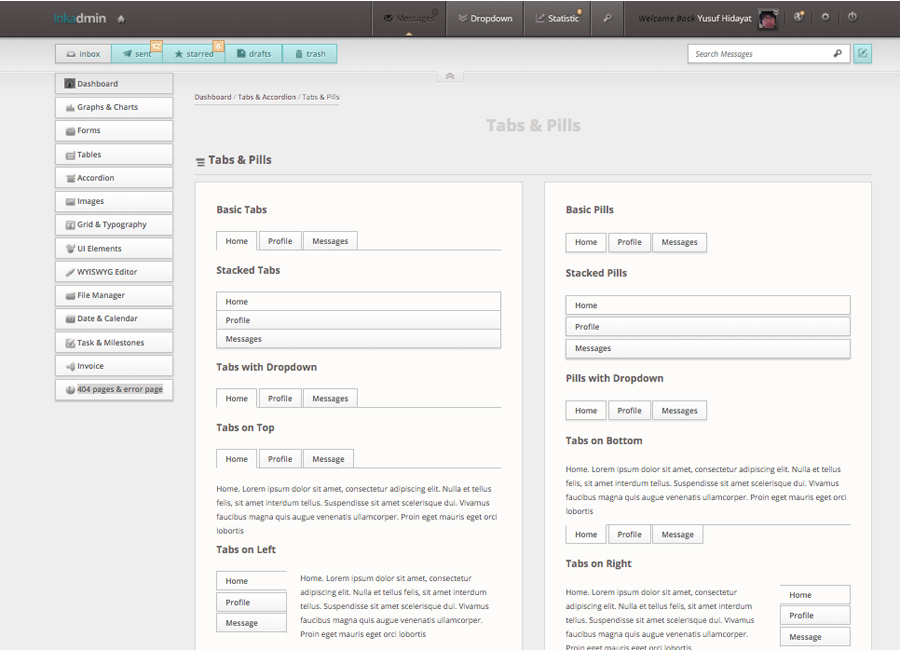 Inkadmin
Messages
Dropdown
Statistic
Welcome Back Yusuf Hidayat
inbox
sent
12
starred
6
drafts
trash
Search Messages
Dashboard
Graphs & Charts
Forms
Tables
Accordion
Images
Grid & Typography
UI Elements
WYISWYG Editor
File Manager
Date & Calendar
Task & Milestones
Invoice
404 pages & error page
Dashboard / Tabs & Accordion / Tabs & Pills
Tabs & Pills
Tabs & Pills
Basic Tabs
Home Profile Messages
Stacked Tabs
Home
Profile
Messages
Tabs with Dropdown
Home Profile Messages
Tabs on Top
Home Profile Message
Home. Lorem ipsum dolor sit amet, consectetur adipiscing elit. Nulla et tellus
felis, sit amet interdum tellus. Suspendisse sit amet scelerisque dui. Vivamus
faucibus magna quis augue venenatis ullamcorper. Proin eget mauris eget orci
lobortis
Tabs on Left
Home
Profile
Message
Home. Lorem ipsum dolor sit amet, consectetur
adipiscing elit. Nulla et tellus felis, sit amet interdum
tellus. Suspendisse sit amet scelerisque dui. Vivamus
faucibus magna quis augue venenatis ullamcorper.
Proin eget mauris eget orci lobortis
Basic Pills
Home Profile Messages
Stacked Pills
Home
Profile
Messages
Pills with Dropdown
Home Profile Messages
Tabs on Bottom
Home. Lorem ipsum dolor sit amet, consectetur adipiscing elit. Nulla et tellus
felis, sit amet interdum tellus. Suspendisse sit amet scelerisque dui. Vivamus
faucibus magna quis augue venenatis ullamcorper. Proin eget mauris eget orci
lobortis
Home Profile Message
Tabs on Right
Home. Lorem ipsum dolor sit amet, consectetur
adipiscing elit. Nulla et tellus felis, sit amet interdum
tellus. Suspendisse sit amet scelerisque dui. Vivamus
faucibus magna quis augue venenatis ullamcorper.
Proin eget mauris eget orci lobortis
Home
Profile
Message